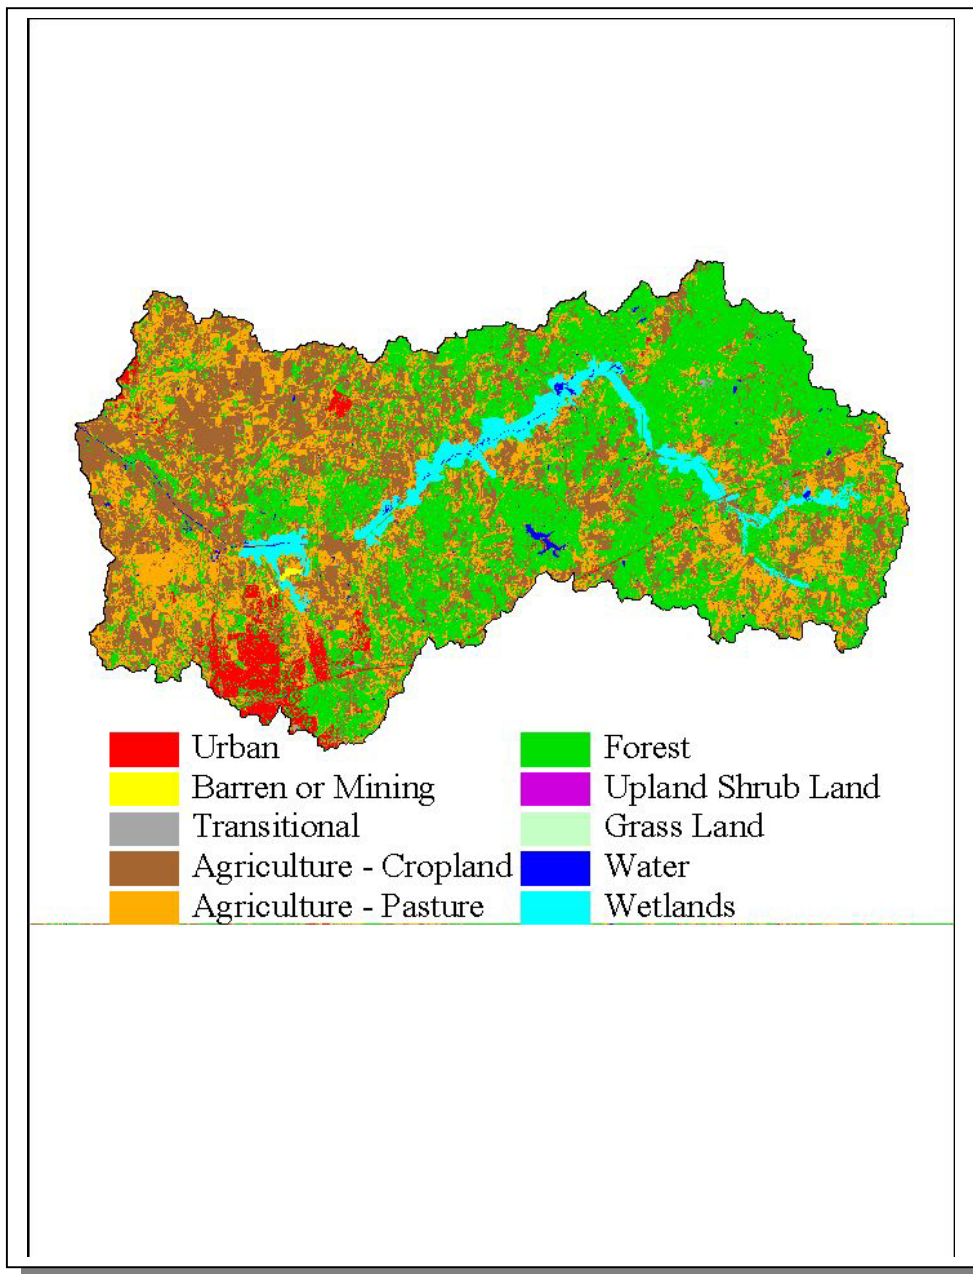 Urban
Barren or Mining
Transitional
Agriculture - Cropland
Agriculture - Pasture
Forest
Upland Shrub Land
Grass Land
Water
Wetlands